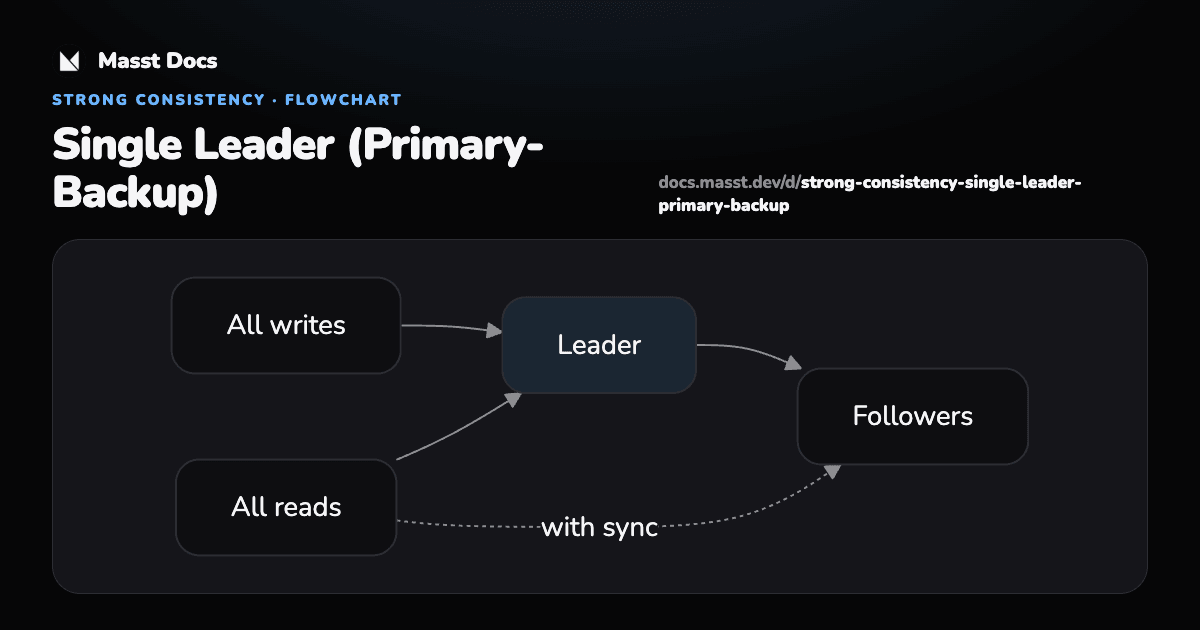 Masst Docs
STRONG CONSISTENCY · FLOWCHART
Single Leader (Primary-
Backup)
docs.masst.dev/d/strong-consistency-single-leader-
primary-backup
All writes
Leader
Followers
All reads
with sync